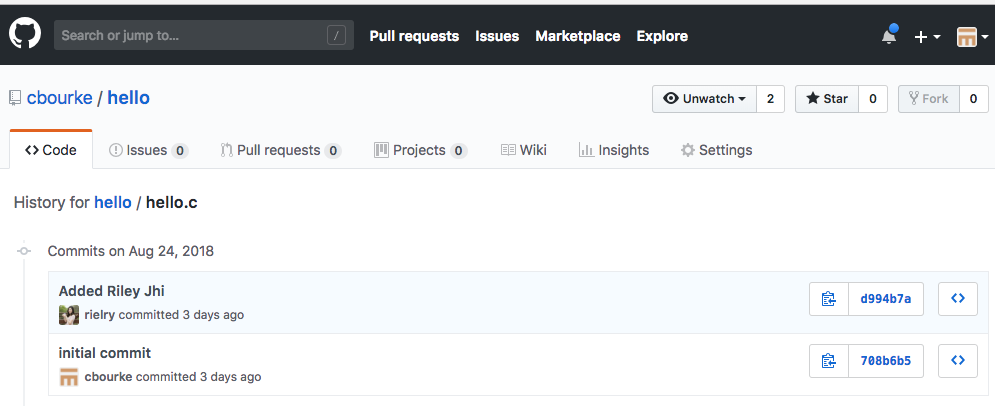 Search or jump to... / Pull requests Issues Marketplace Explore
cbourke / hello Unwatch 2 Star 0 Fork 0
Code Issues 0 Pull requests 0 Projects 0 Wiki Insights Settings
History for hello / hello.c
Commits on Aug 24, 2018
Added Riley Jhi
d994b7a
rielry committed 3 days ago
initial commit
708b6b5
cbourke committed 3 days ago